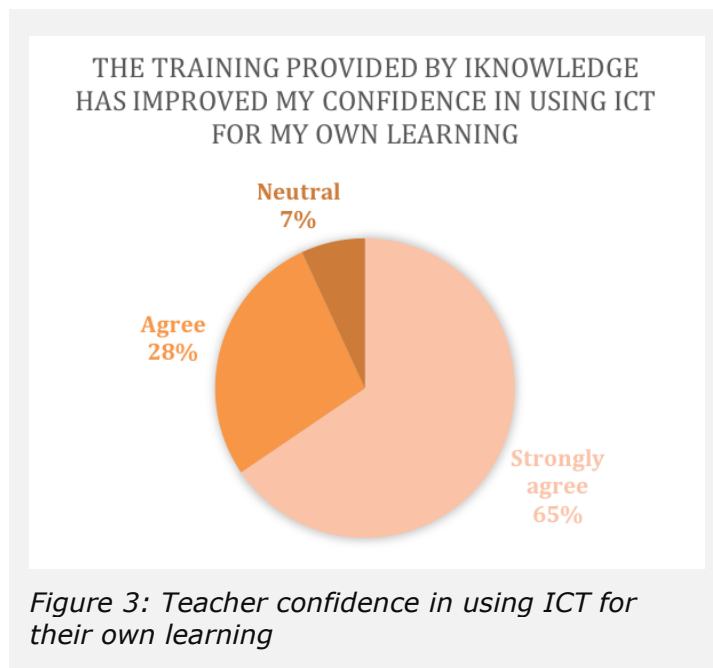 THE TRAINING PROVIDED BY IKNOWLEDGE
HAS IMPROVED MY CONFIDENCE IN USING ICT
FOR MY OWN LEARNING
Neutral
7%
Agree
28%
Strongly
agree
65%
Figure 3: Teacher confidence in using ICT for
their own learning